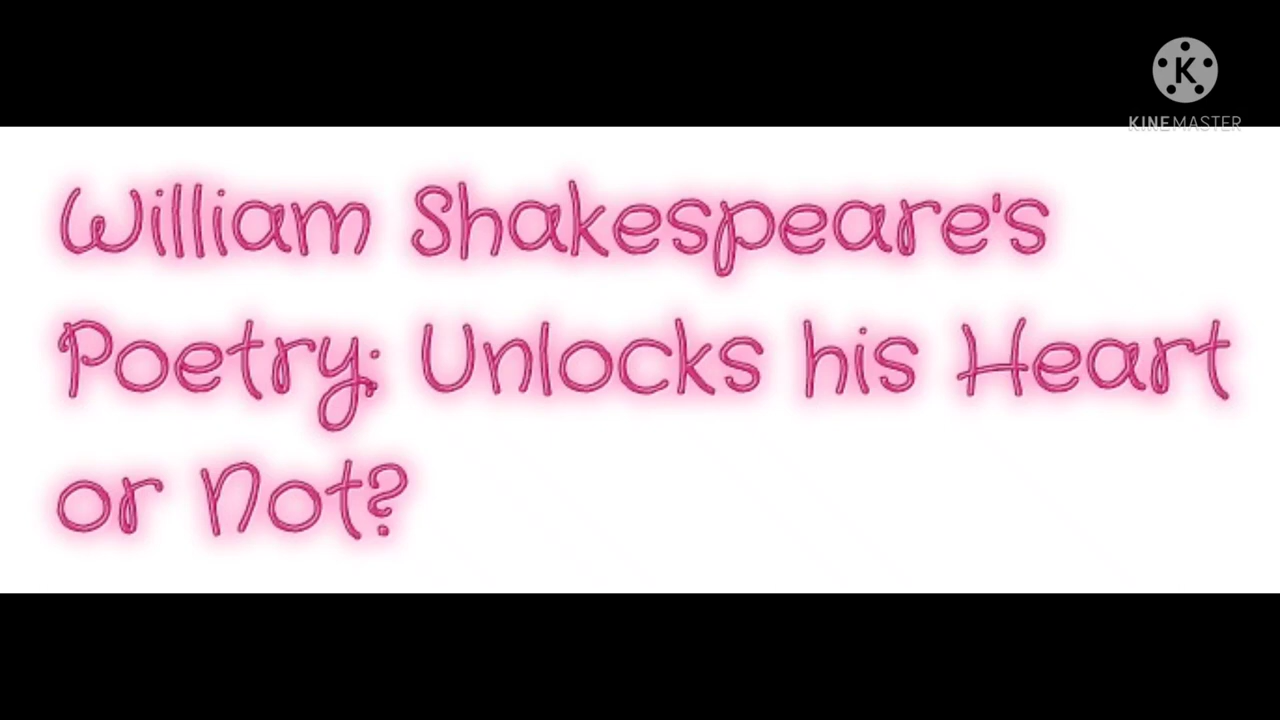 KINEMASTER
William Shakespeare's
Poetry; Unlocks his Heart
or Not?